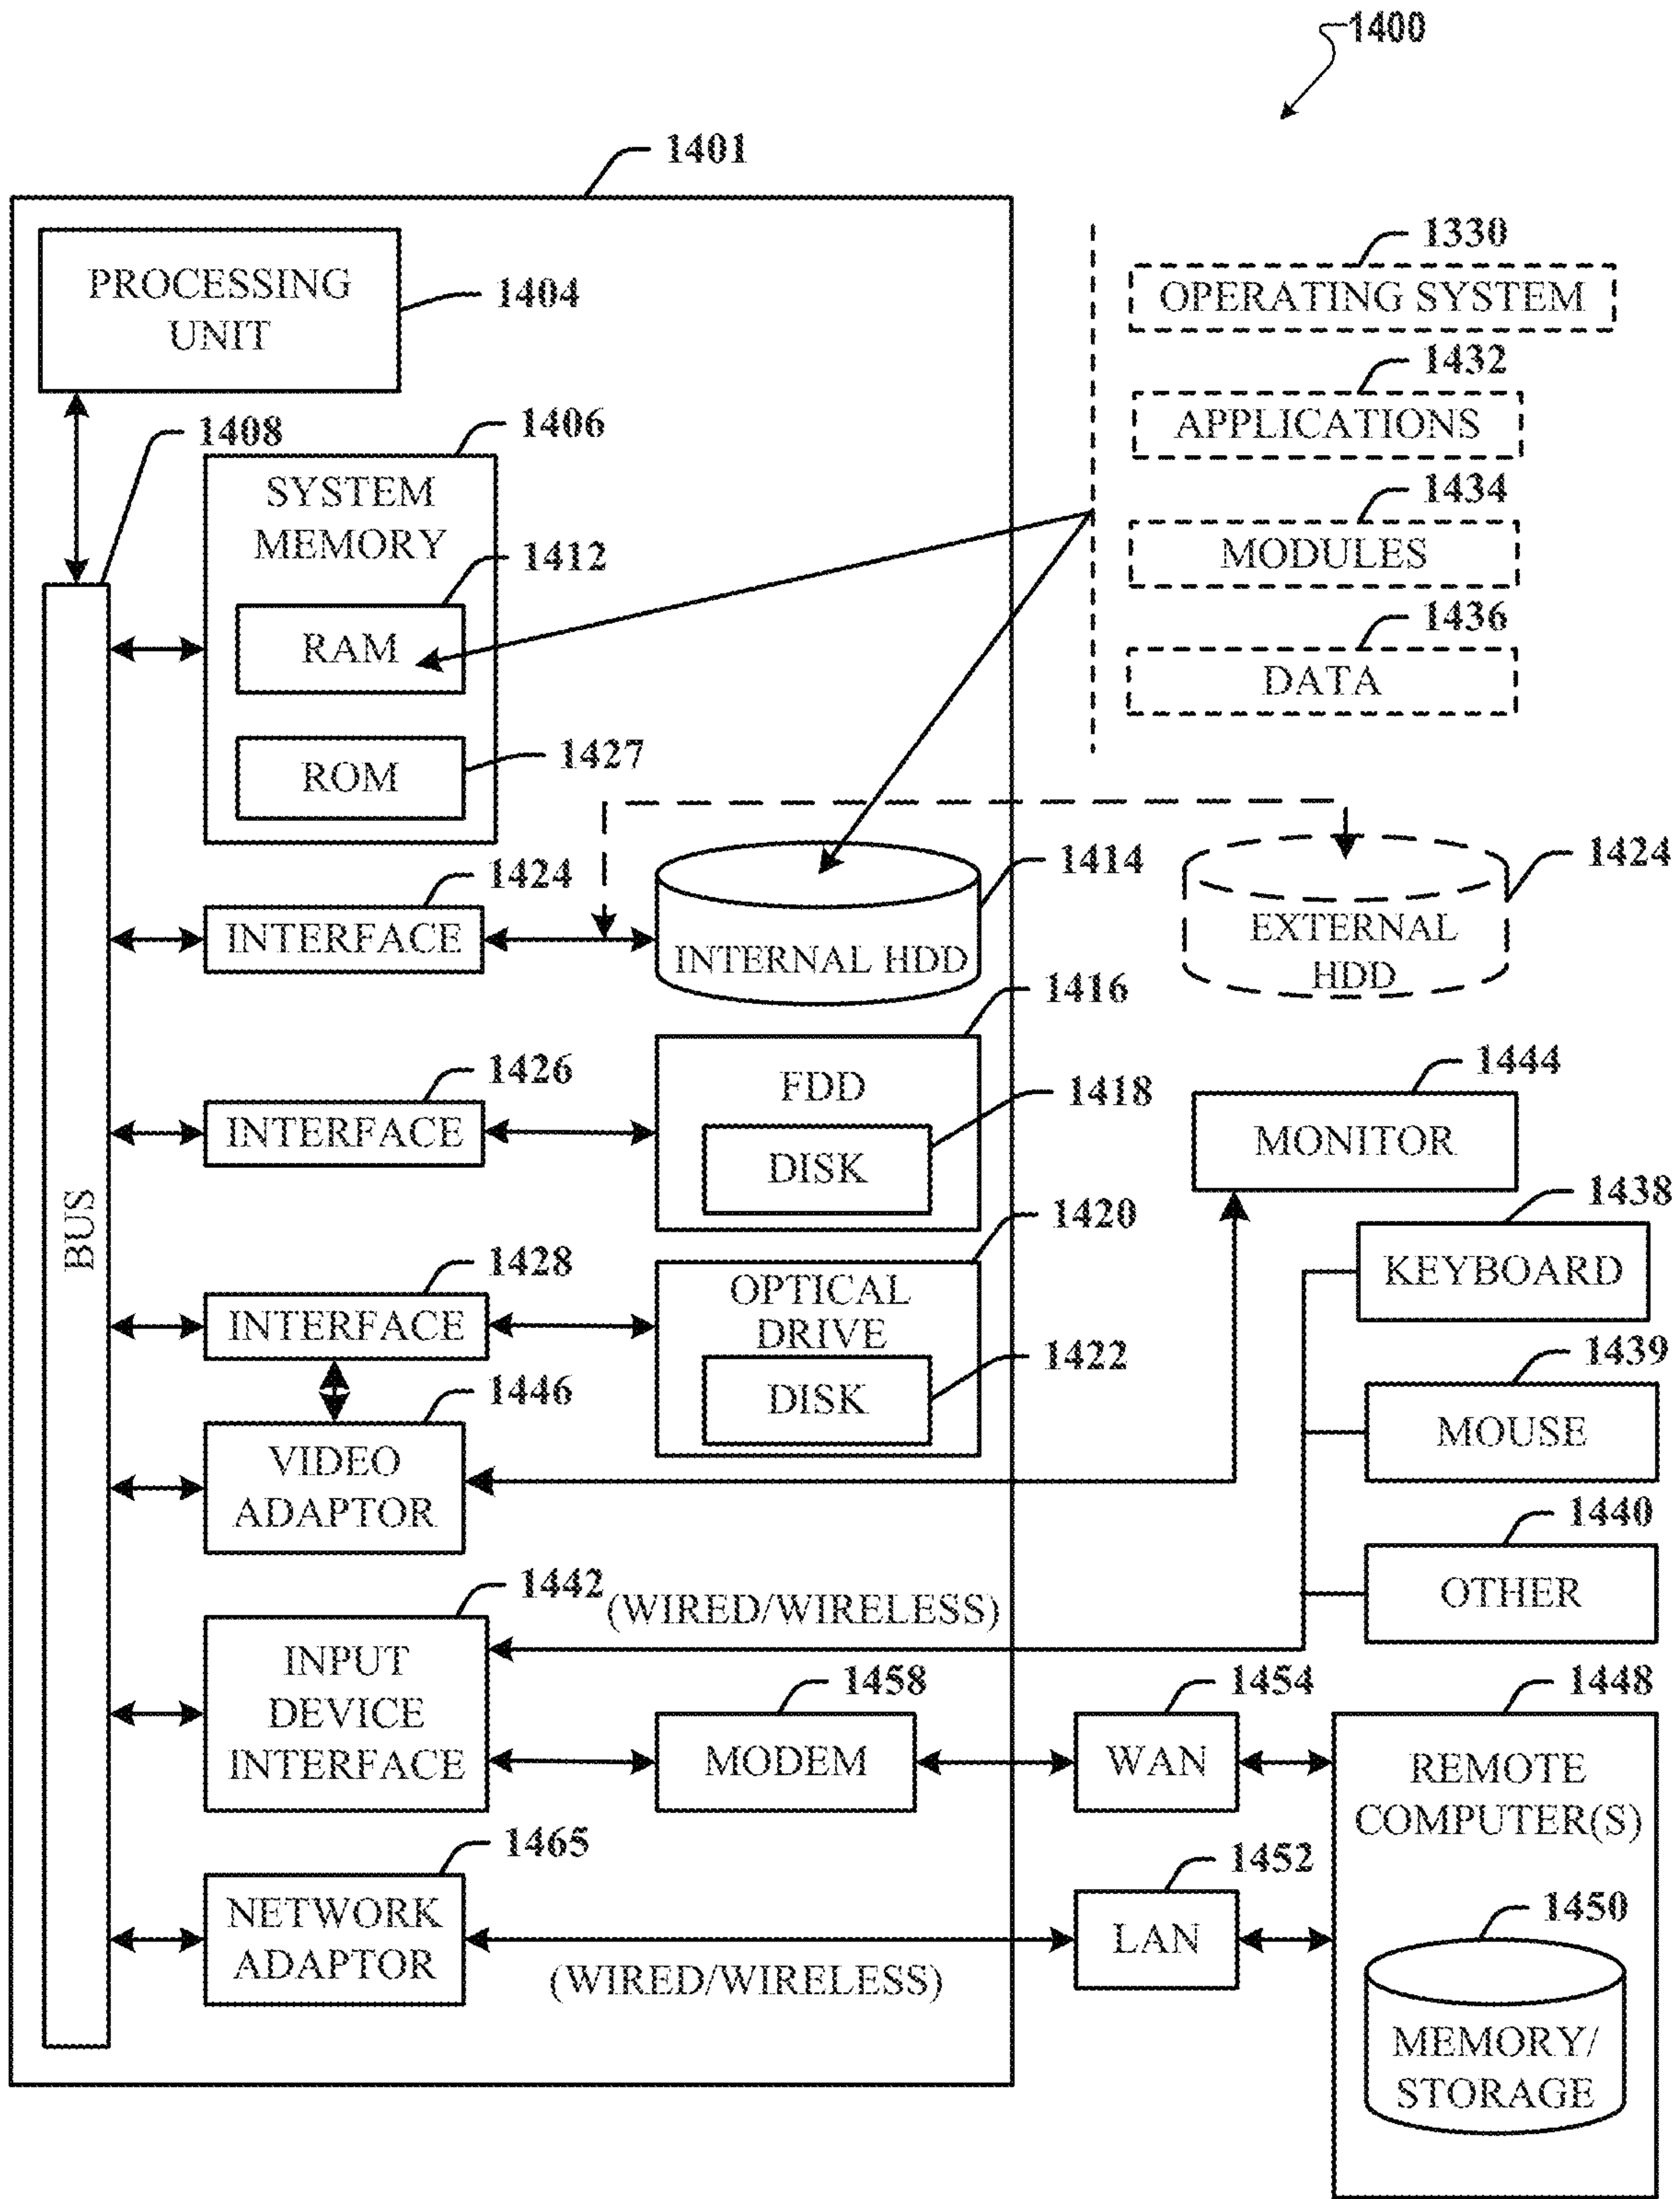 1400
1401
PROCESSING
UNIT
1404
1330
OPERATING SYSTEM
1432
APPLICATIONS
1434
MODULES
1436
DATA
1408
1406
SYSTEM
MEMORY
1412
RAM
1427
ROM
BUS
1424
INTERFACE
1414
INTERNAL HDD
1424
EXTERNAL
HDD
1426
INTERFACE
1416
FDD
1418
DISK
1444
MONITOR
1438
KEYBOARD
1428
INTERFACE
1420
OPTICAL
DRIVE
1422
DISK
1439
MOUSE
1446
VIDEO
ADAPTOR
1440
OTHER
1442
(WIRED/WIRELESS)
INPUT
DEVICE
INTERFACE
1458
MODEM
1454
WAN
1448
REMOTE
COMPUTER(S)
1465
NETWORK
ADAPTOR
(WIRED/WIRELESS)
1452
LAN
1450
MEMORY/
STORAGE